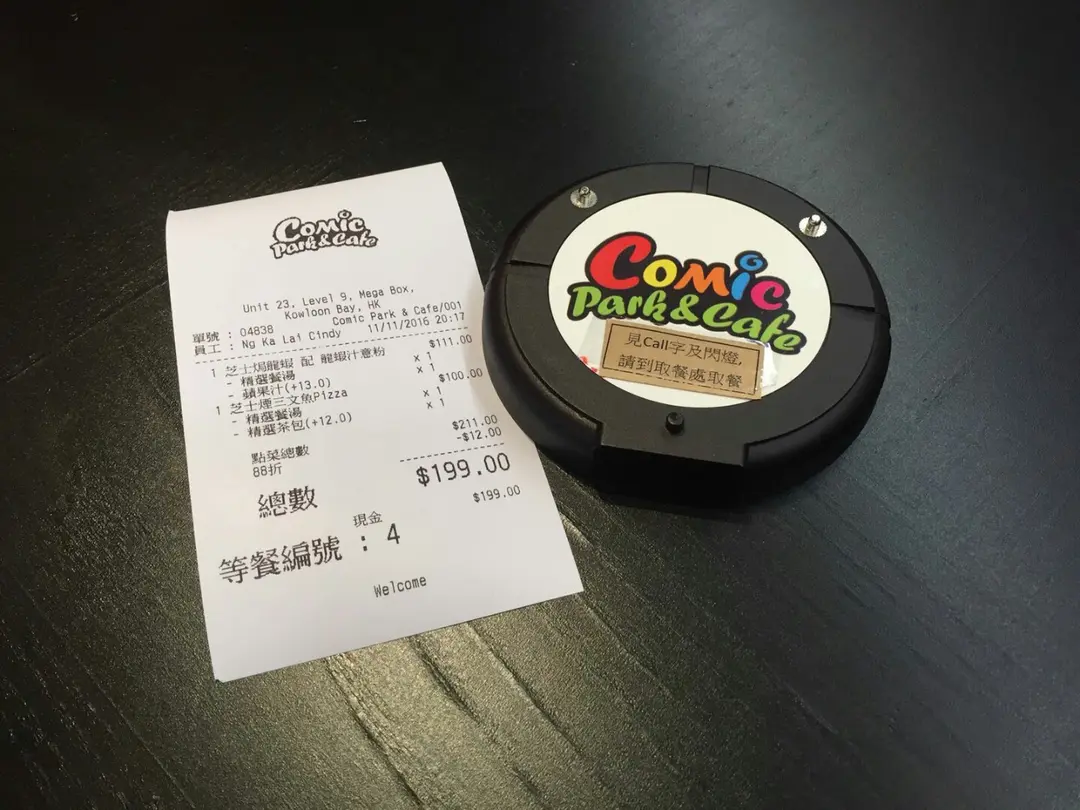 Comic
Park & Cafe
Unit 23, Level 9, Mega Box,
Kowloon Bay, HK
單號 : 04838 Comic Park & Cafe/001
員工 : Ng Ka Lai Cindy 11/11/2016 20:17
1 芝士焗龍蝦 配 龍蝦汁意粉 $111.00
- 精選餐湯 x 1
- 蘋果汁(+13.0) x 1
1 芝士煙三文魚Pizza $100.00
- 精選餐湯 x 1
- 精選茶包(+12.0) x 1
點菜總數 $211.00
88折 -$12.00
總數 $199.00
現金 $199.00
等餐編號 : 4
Welcome
Comic
Park & Cafe
見Call字及閃燈,
請到取餐處取餐